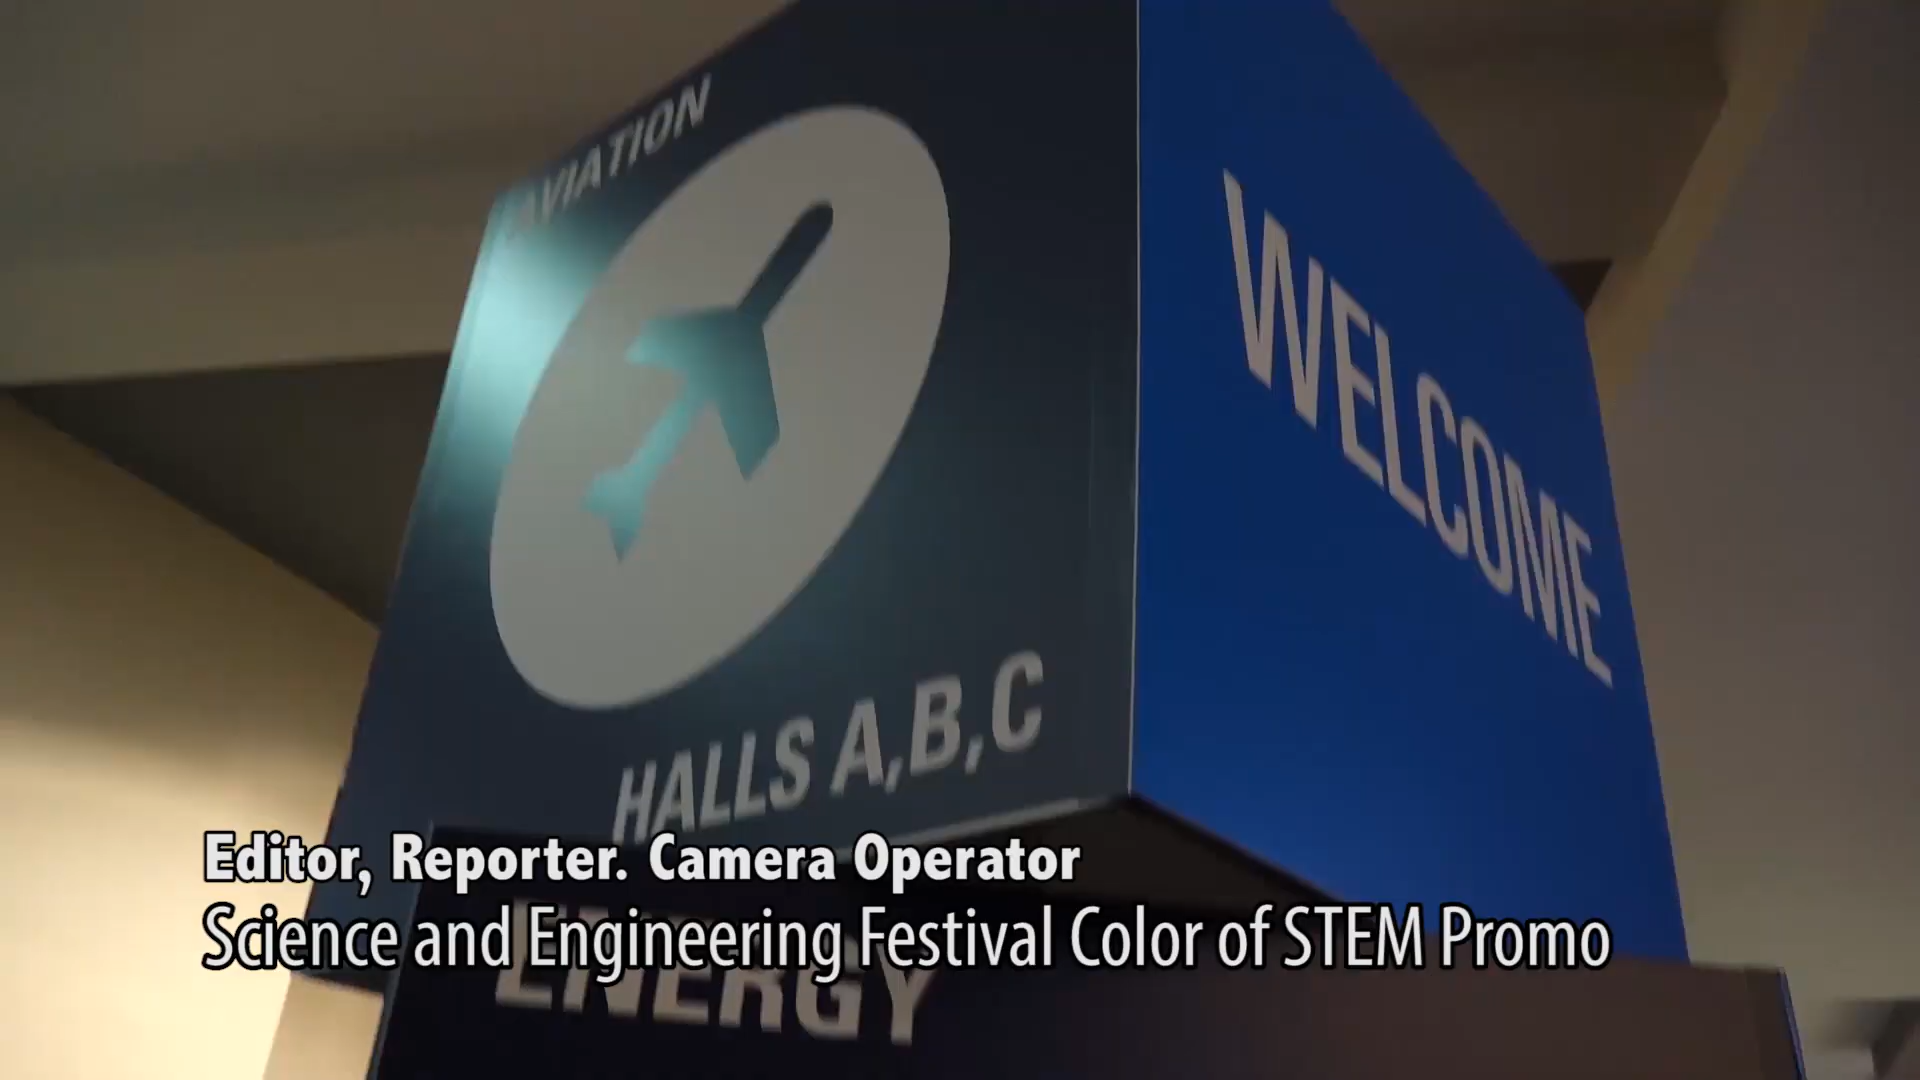 AVIATION
WELCOME
HALLS A,B,C
Editor, Reporter. Camera Operator
Science and Engineering Festival Color of STEM Promo
ENERGY